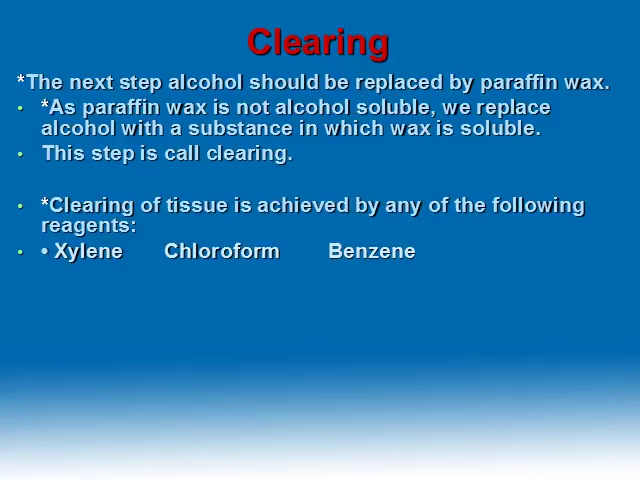 Clearing
*The next step alcohol should be replaced by paraffin wax.
• *As paraffin wax is not alcohol soluble, we replace
alcohol with a substance in which wax is soluble.
• This step is call clearing.
• *Clearing of tissue is achieved by any of the following
reagents:
• • Xylene Chloroform Benzene